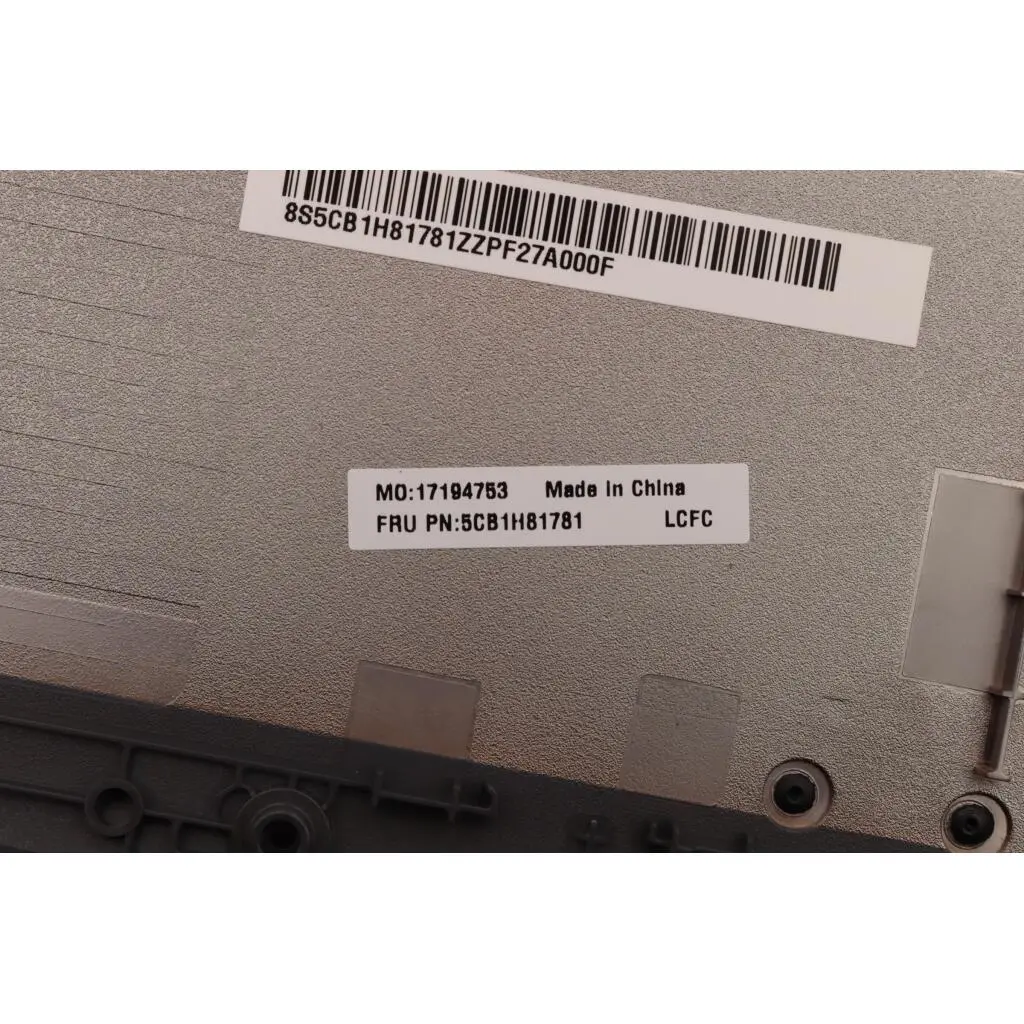 8S5CB1H81781ZZPF27A000F
MO:17194753 Made In China
FRU PN:5CB1H81781 LCFC